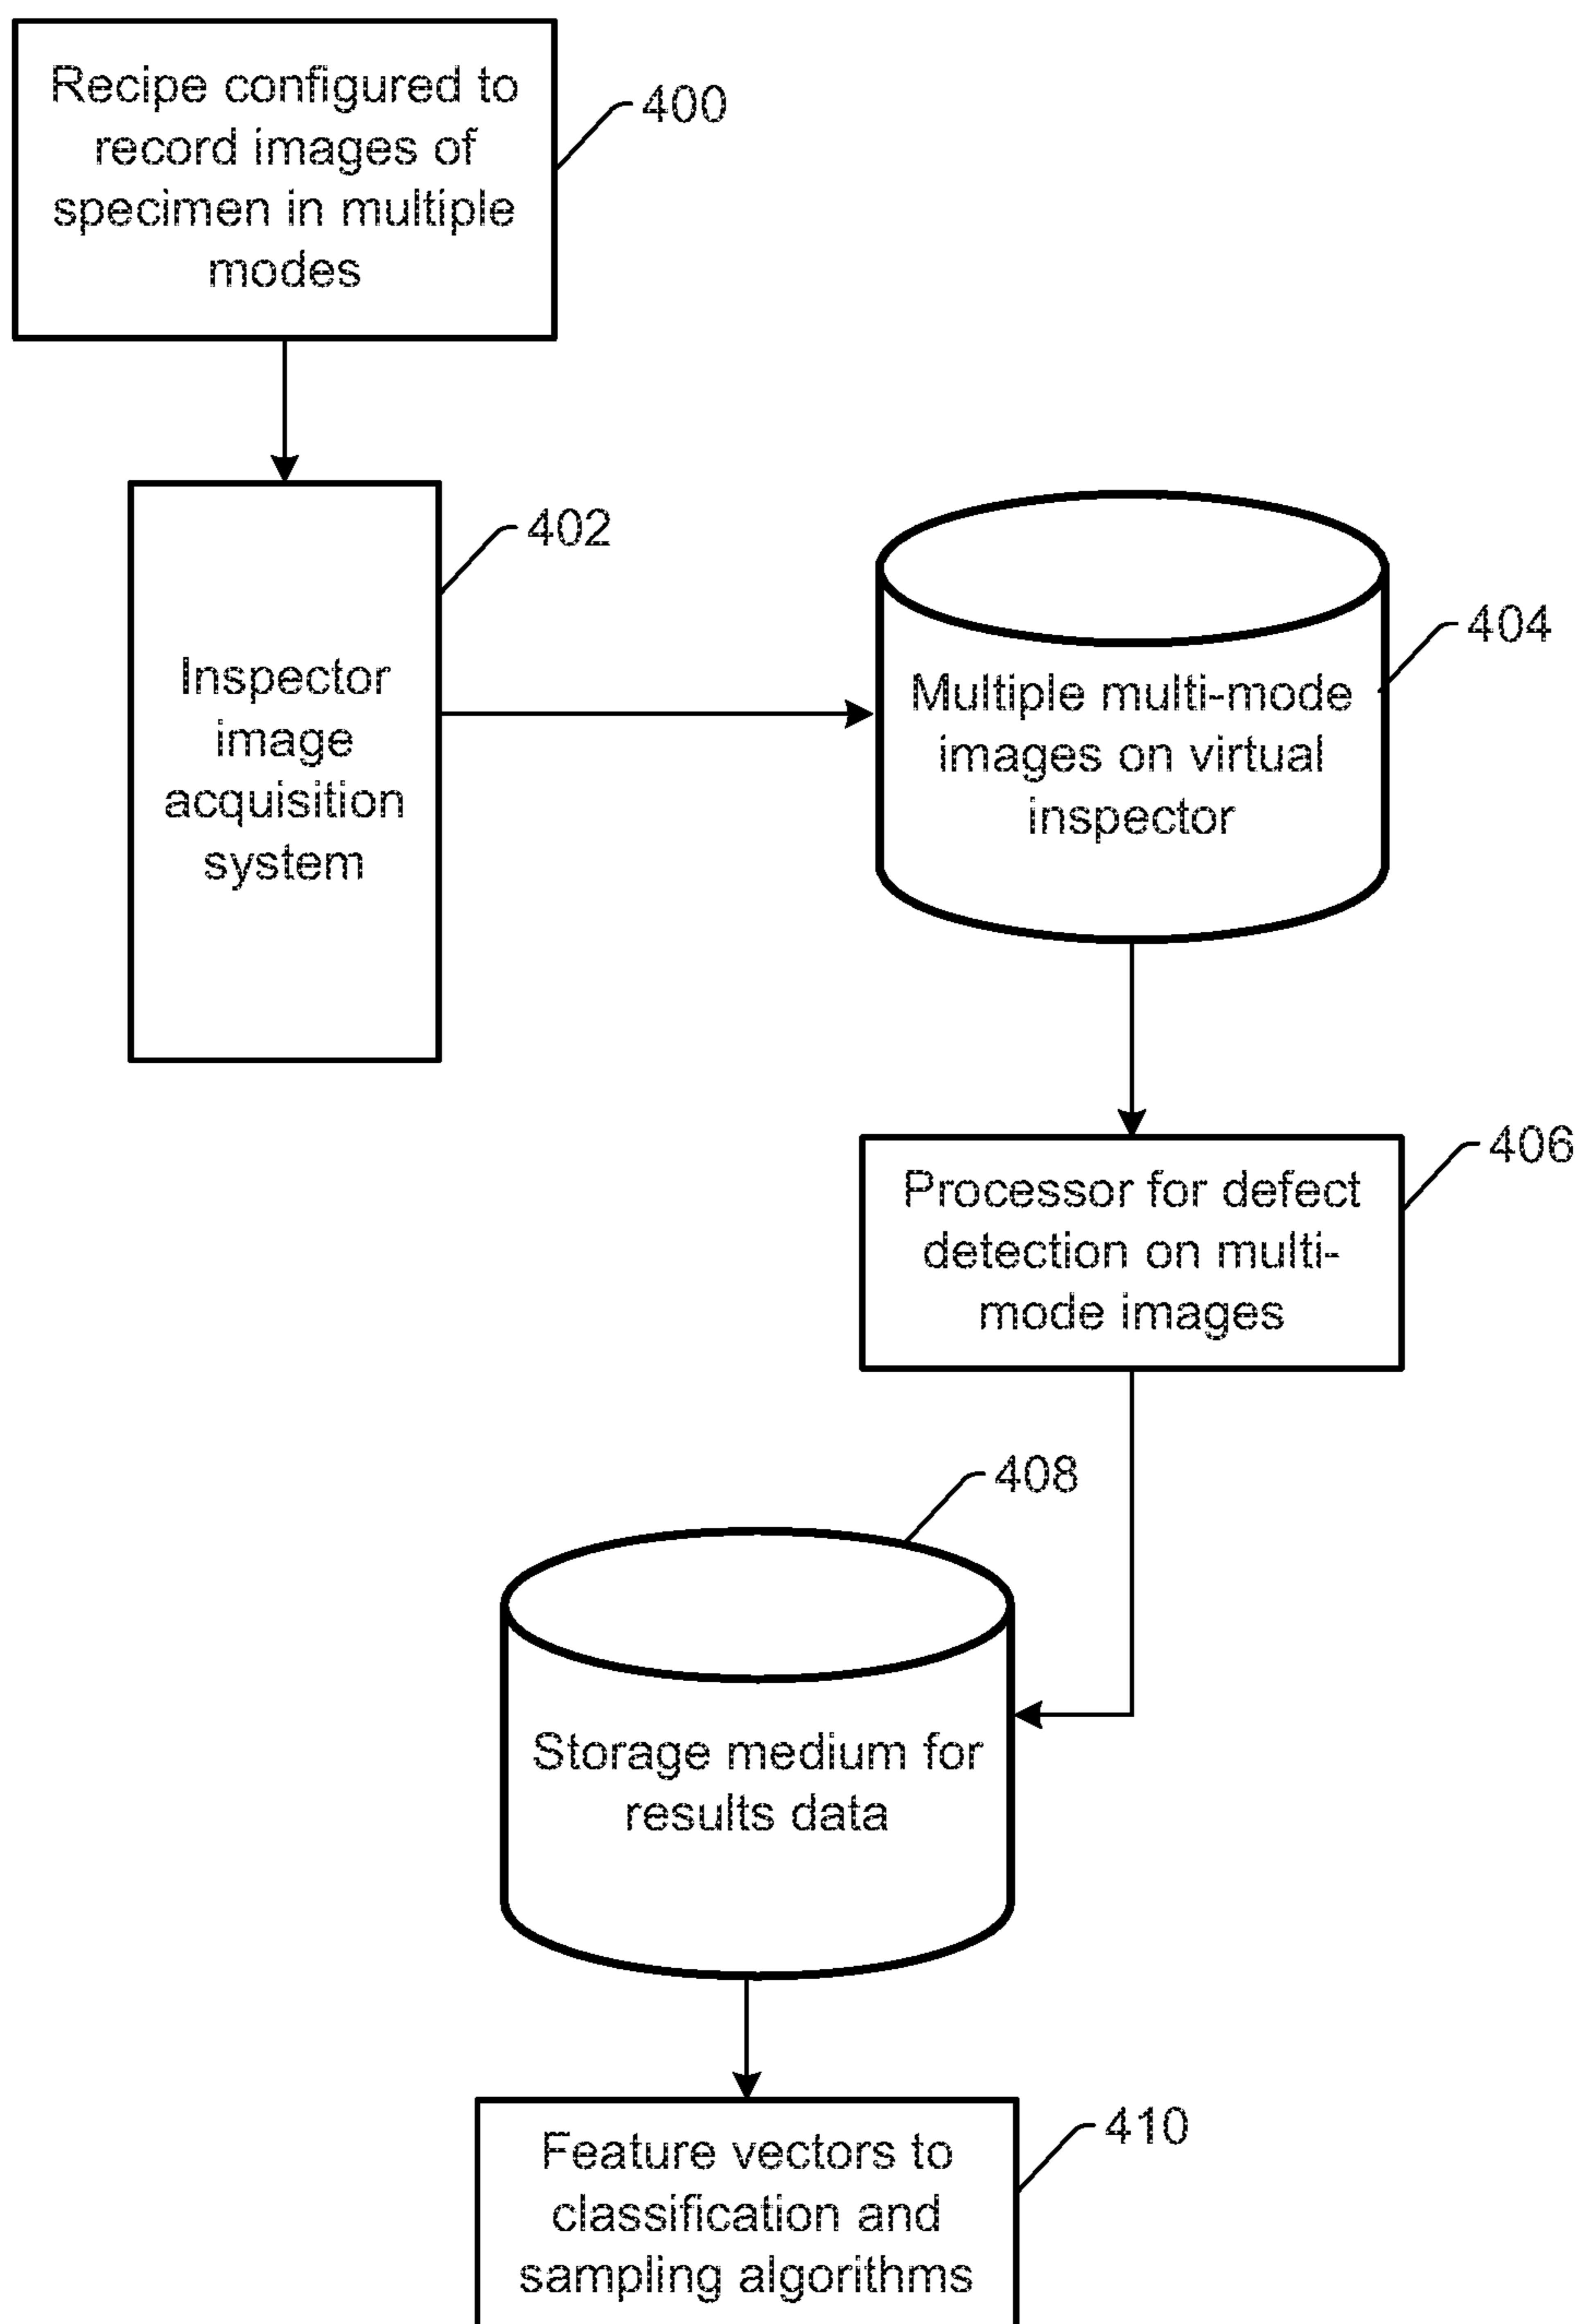 Recipe configured to
record images of
specimen in multiple
modes
400
402
Inspector
image
acquisition
system
404
Multiple multi-mode
images on virtual
inspector
406
Processor for defect
detection on multi-
mode images
408
Storage medium for
results data
410
Feature vectors to
classification and
sampling algorithms